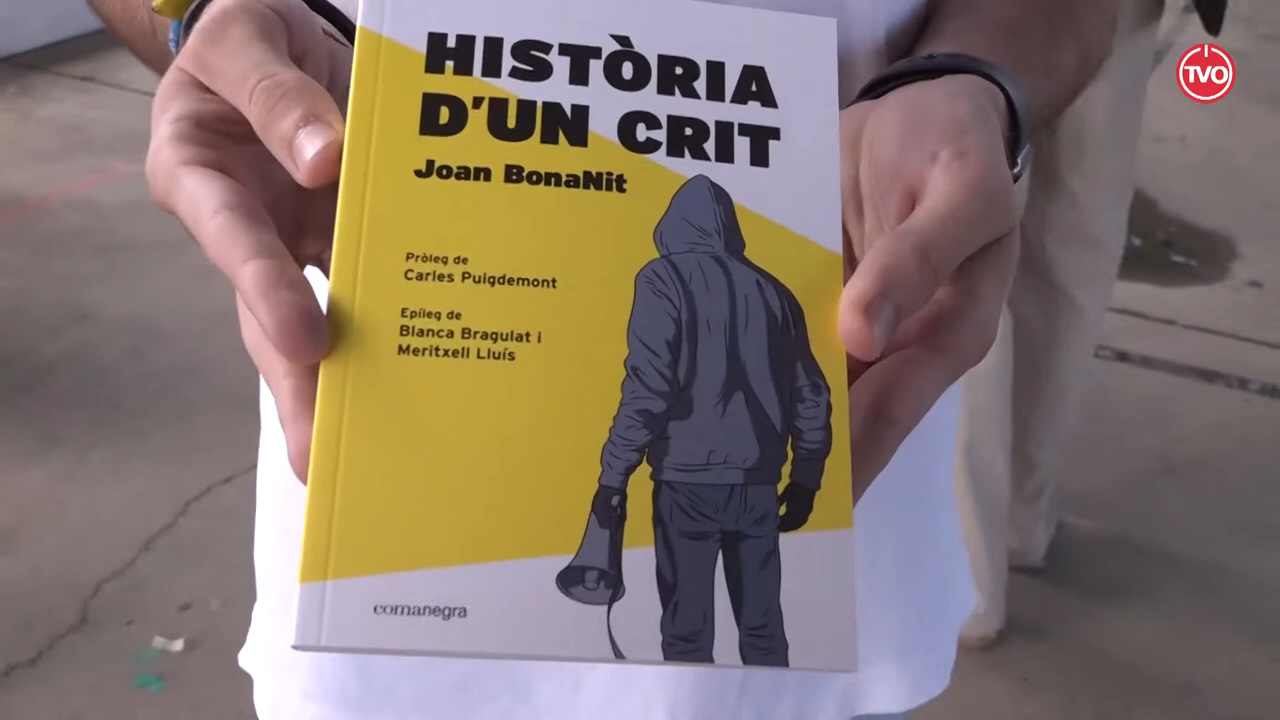 HISTÒRIA
D'UN CRIT
Joan BonaNit
Pròleg de
Carles Puigdemont
Epíleg de
Blanca Bragulat i
Meritxell Lluís
comanegra
TVO